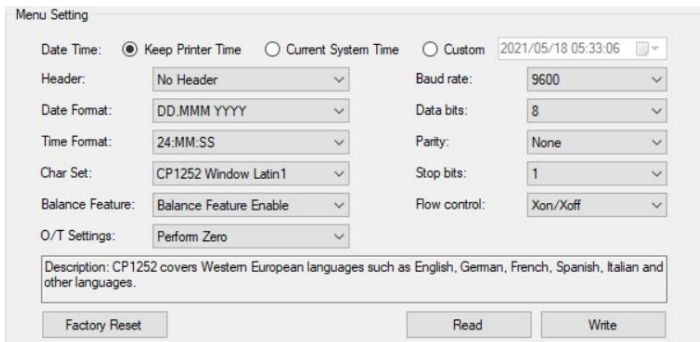 Menu Setting
Date Time: Keep Printer Time Current System Time Custom 2021/05/18 05:33:06
Header: No Header Baud rate: 9600
Date Format: DD.MMM YYYY Data bits: 8
Time Format: 24:MM:SS Parity: None
Char Set: CP1252 Window Latin1 Stop bits: 1
Balance Feature: Balance Feature Enable Flow control: Xon/Xoff
O/T Settings: Perform Zero
Description: CP1252 covers Western European languages such as English, German, French, Spanish, Italian and
other languages.
Factory Reset Read Write